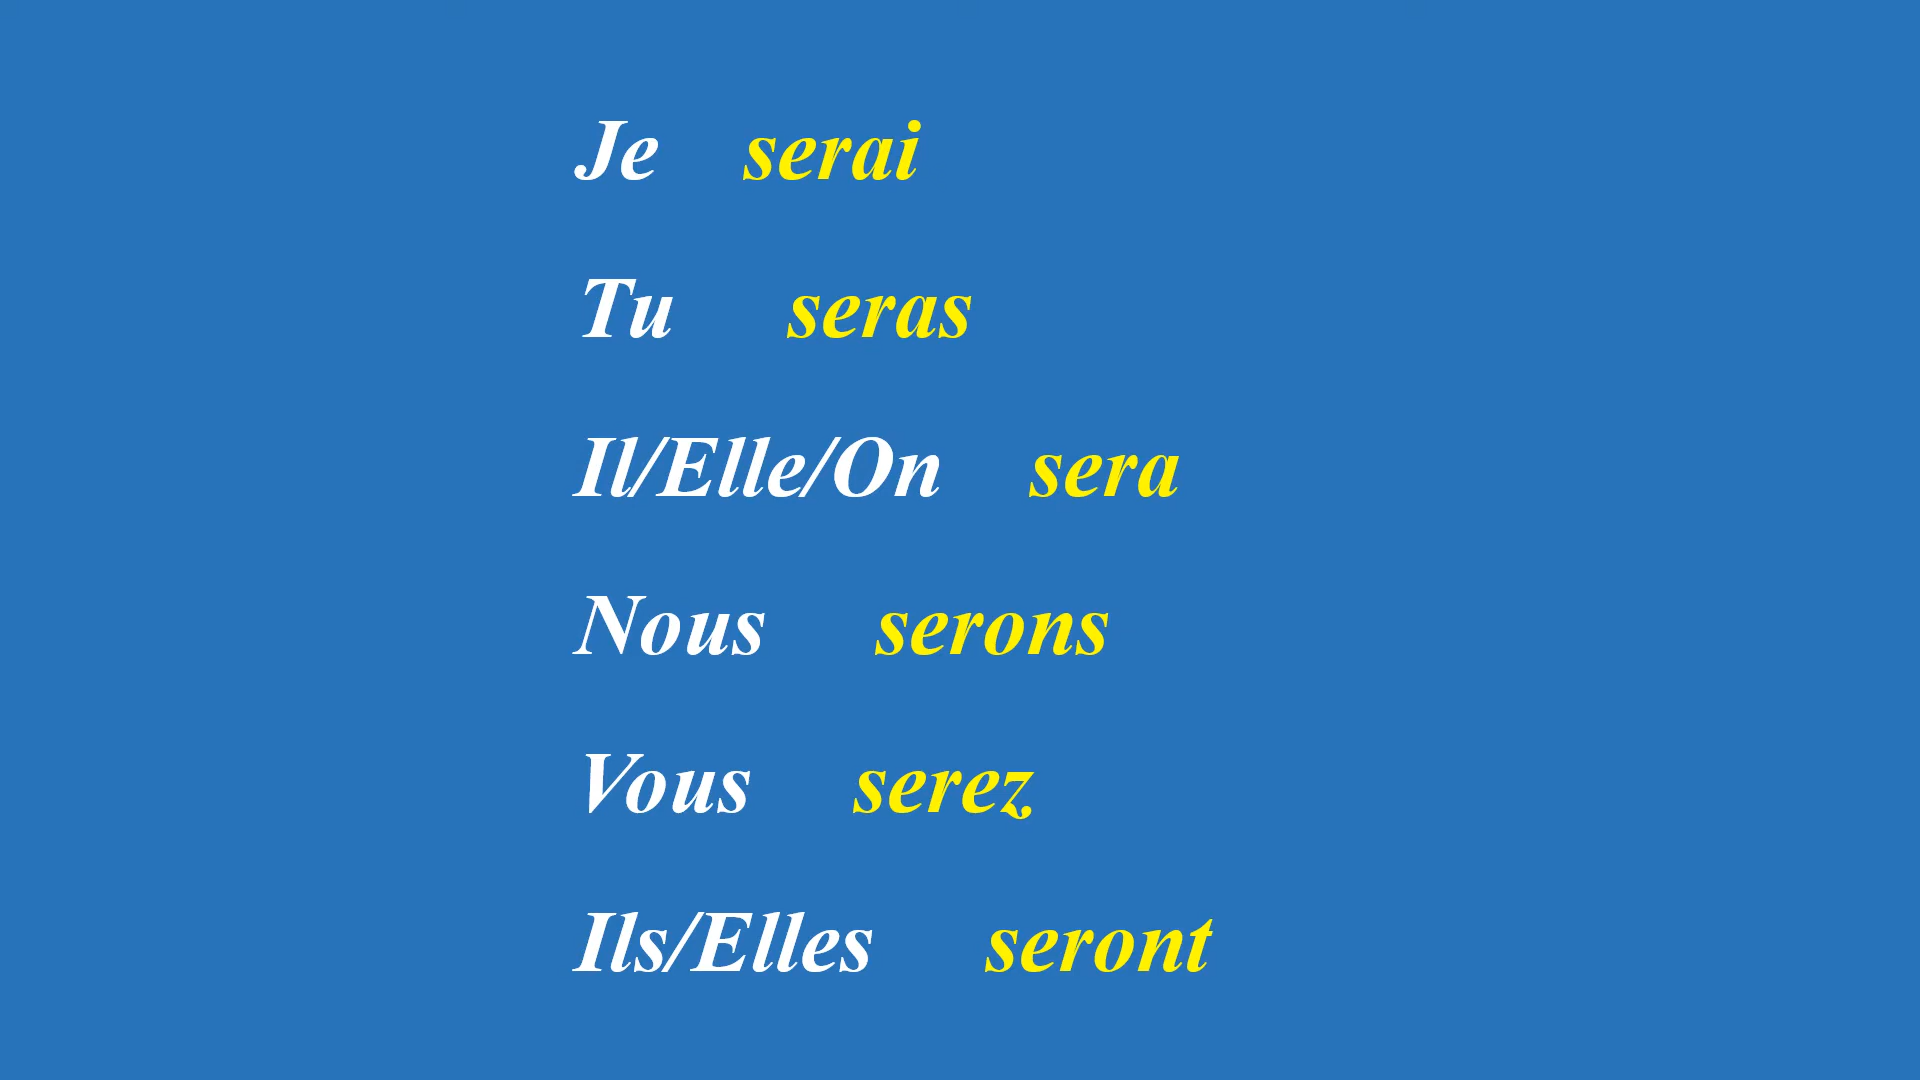 Je serai
Tu seras
Il/Elle/On sera
Nous serons
Vous serez
Ils/Elles seront